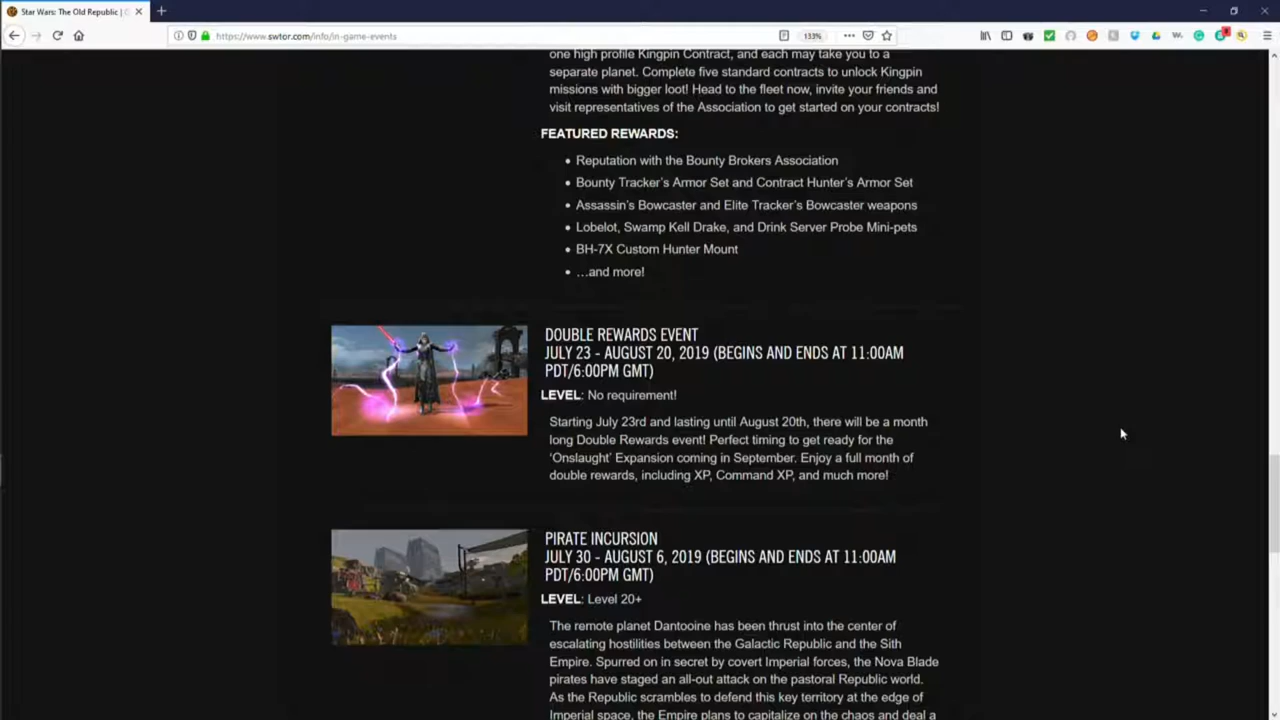 Star Wars: The Old Republic |
https://www.swtor.com/info/in-game-events
133%
one high profile Kingpin Contract, and each may take you to a
separate planet. Complete five standard contracts to unlock Kingpin
missions with bigger loot! Head to the fleet now, invite your friends and
visit representatives of the Association to get started on your contracts!
FEATURED REWARDS:
• Reputation with the Bounty Brokers Association
• Bounty Tracker's Armor Set and Contract Hunter's Armor Set
• Assassin's Bowcaster and Elite Tracker's Bowcaster weapons
• Lobelot, Swamp Kell Drake, and Drink Server Probe Mini-pets
• BH-7X Custom Hunter Mount
• …and more!
DOUBLE REWARDS EVENT
JULY 23 - AUGUST 20, 2019 (BEGINS AND ENDS AT 11:00AM
PDT/6:00PM GMT)
LEVEL: No requirement!
Starting July 23rd and lasting until August 20th, there will be a month
long Double Rewards event! Perfect timing to get ready for the
'Onslaught' Expansion coming in September. Enjoy a full month of
double rewards, including XP, Command XP, and much more!
PIRATE INCURSION
JULY 30 - AUGUST 6, 2019 (BEGINS AND ENDS AT 11:00AM
PDT/6:00PM GMT)
LEVEL: Level 20+
The remote planet Dantooine has been thrust into the center of
escalating hostilities between the Galactic Republic and the Sith
Empire. Spurred on in secret by covert Imperial forces, the Nova Blade
pirates have staged an all-out attack on the pastoral Republic world.
As the Republic scrambles to defend this key territory at the edge of
Imperial space, the Empire plans to capitalize on the chaos and deal a